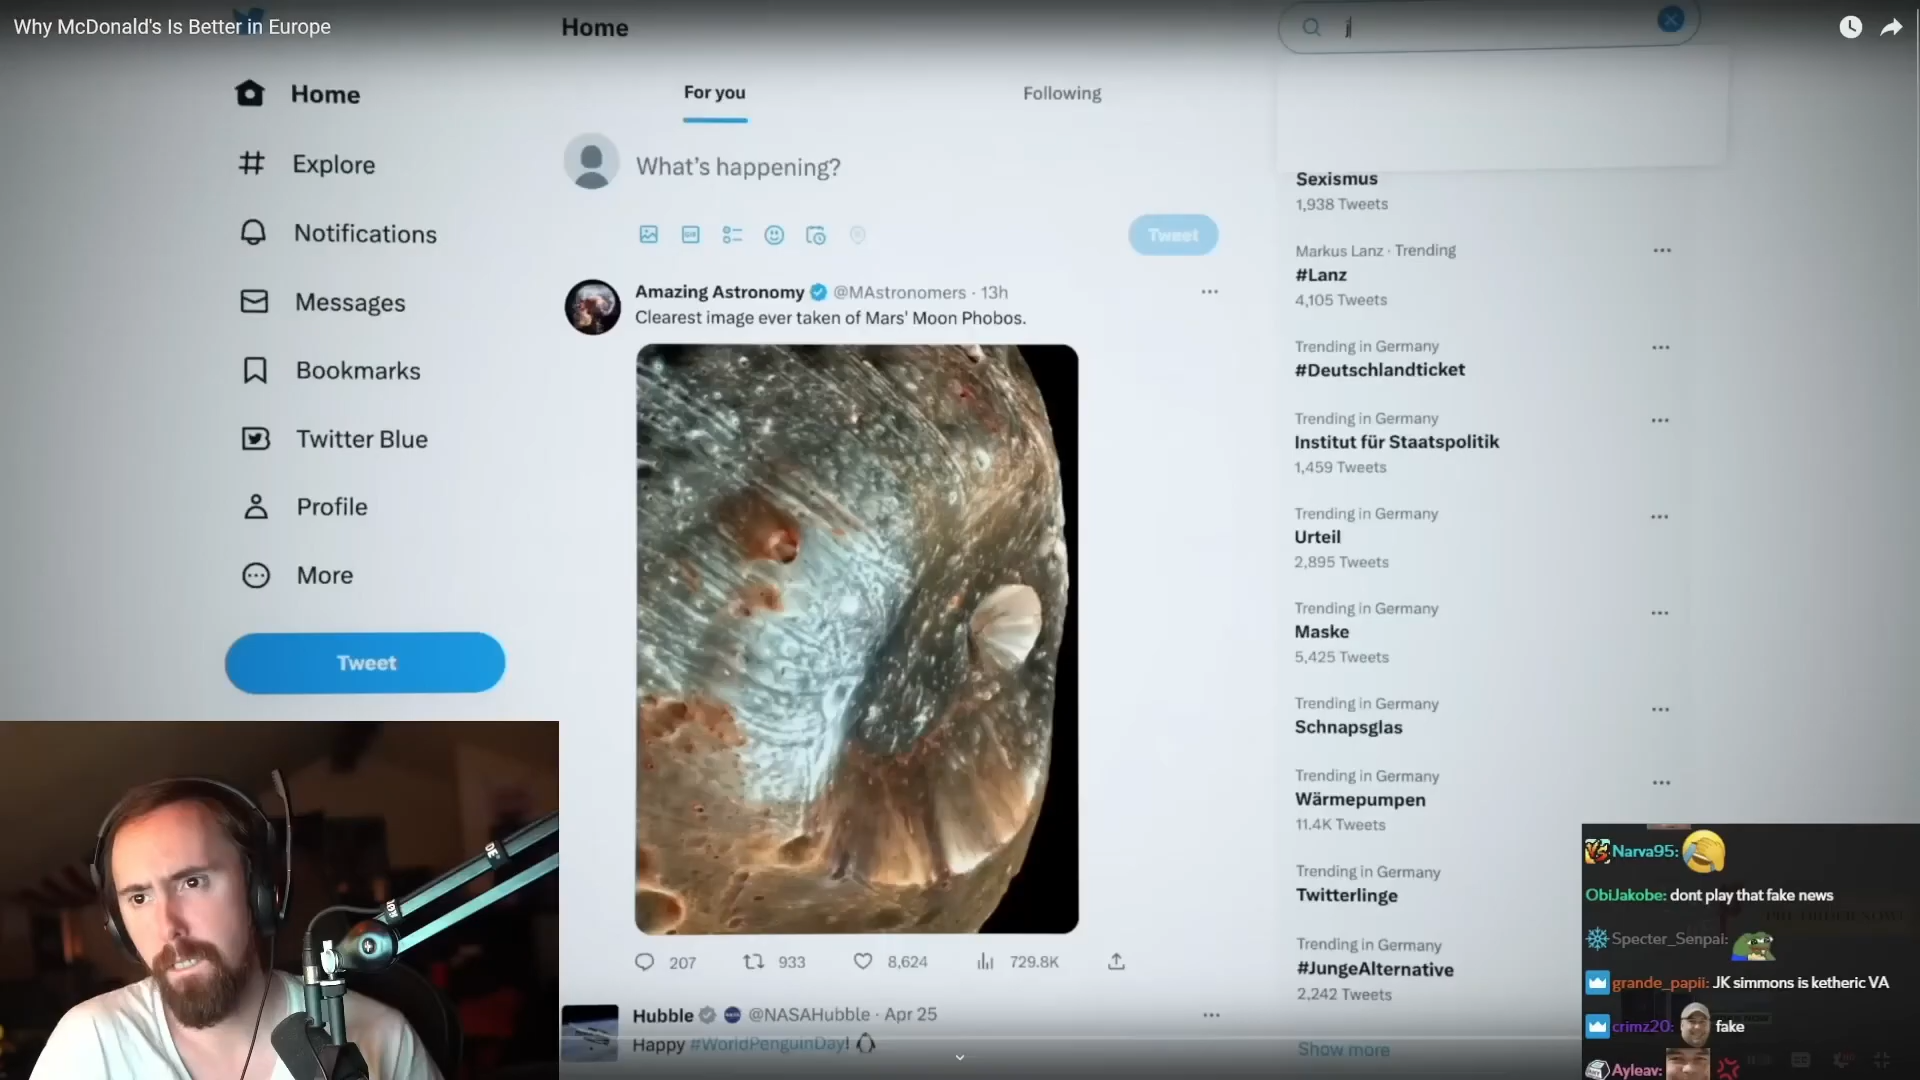 Why McDonald's Is Better in Europe
Home
j
Home
Explore
Notifications
Messages
Bookmarks
Twitter Blue
Profile
More
Tweet
For you
Following
What's happening?
GIF
Tweet
Amazing Astronomy @MAstronomers · 13h
Clearest image ever taken of Mars' Moon Phobos.
207 933 8,624 729.8K
Hubble @NASAHubble · Apr 25
Happy #WorldPenguinDay!
Sexismus
1,938 Tweets
Markus Lanz · Trending
#Lanz
4,105 Tweets
Trending in Germany
#Deutschlandticket
Trending in Germany
Institut für Staatspolitik
1,459 Tweets
Trending in Germany
Urteil
2,895 Tweets
Trending in Germany
Maske
5,425 Tweets
Trending in Germany
Schnapsglas
Trending in Germany
Wärmepumpen
11.4K Tweets
Trending in Germany
Twitterlinge
Trending in Germany
#JungeAlternative
2,242 Tweets
Show more
Narva95:
ObiJakobe: dont play that fake news
Specter_Senpai:
grande_papii: JK simmons is ketheric VA
crimz20: fake
Ayleav: